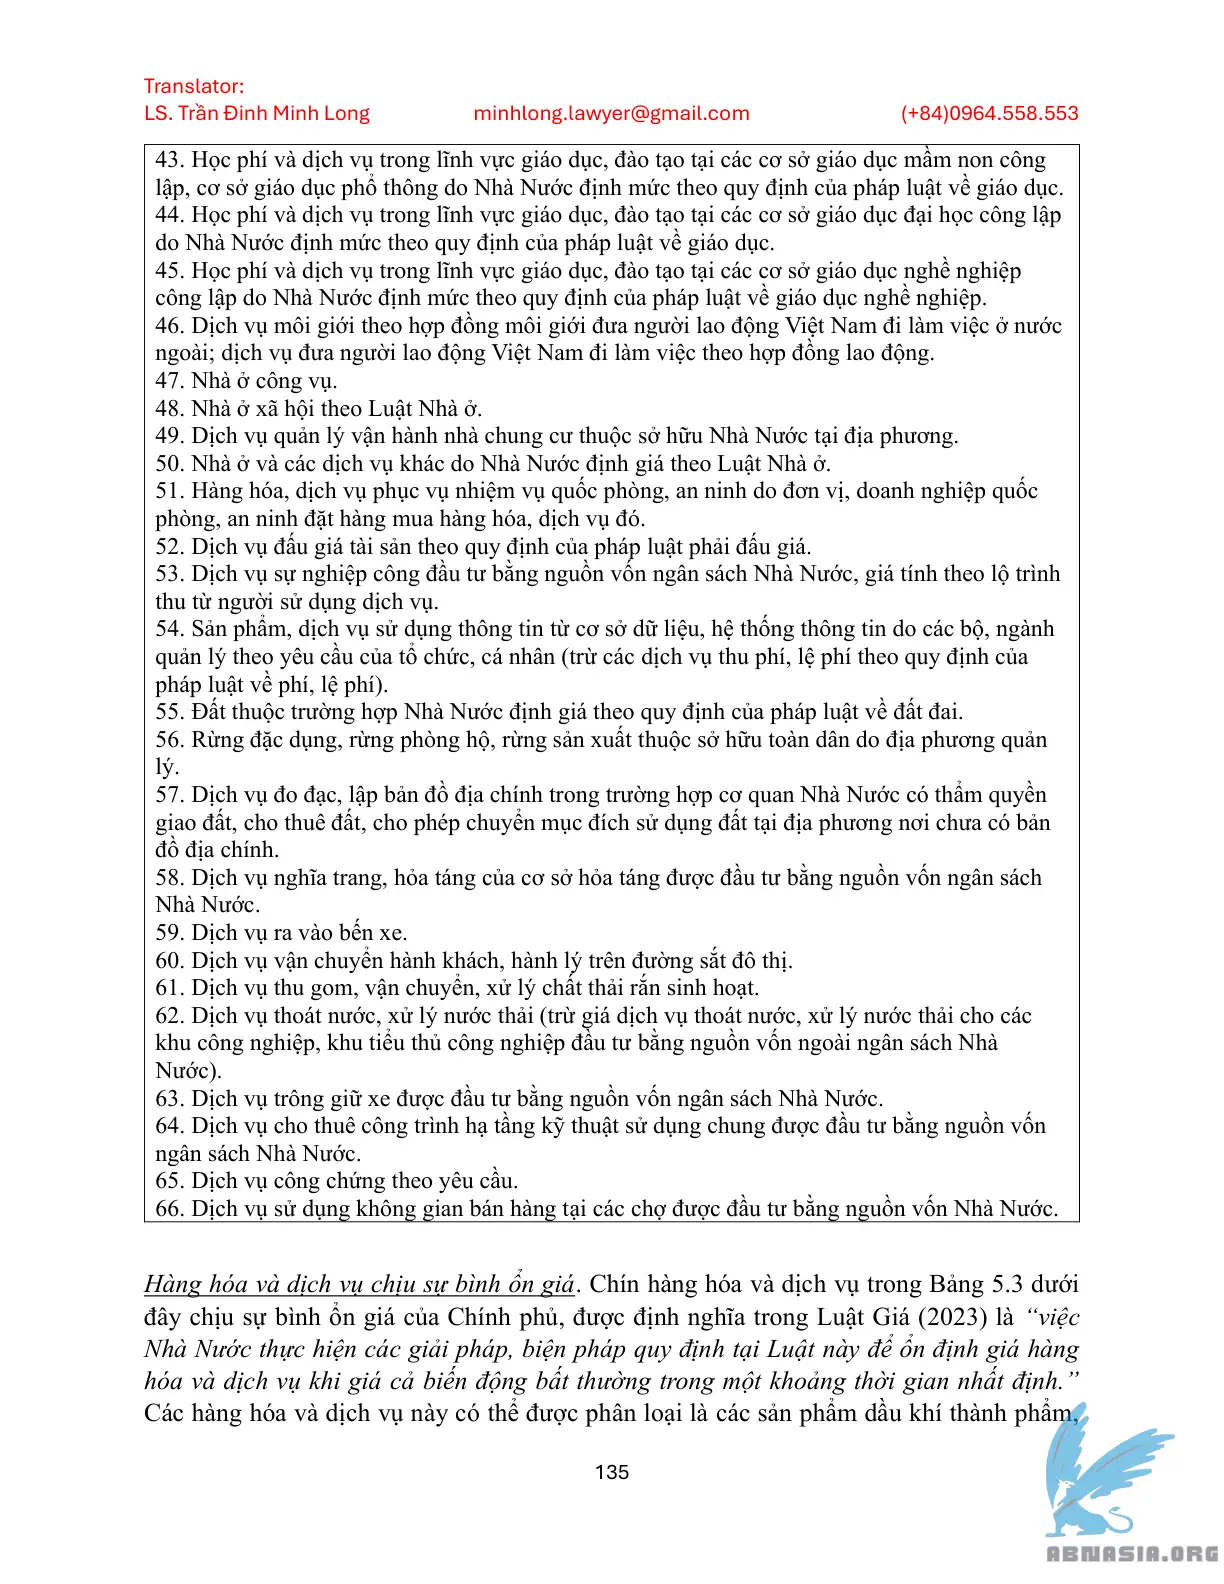 Translator:
LS. Trần Đinh Minh Long minhlong.lawyer@gmail.com (+84)0964.558.553
43. Học phí và dịch vụ trong lĩnh vực giáo dục, đào tạo tại các cơ sở giáo dục mầm non công
lập, cơ sở giáo dục phổ thông do Nhà Nước định mức theo quy định của pháp luật về giáo dục.
44. Học phí và dịch vụ trong lĩnh vực giáo dục, đào tạo tại các cơ sở giáo dục đại học công lập
do Nhà Nước định mức theo quy định của pháp luật về giáo dục.
45. Học phí và dịch vụ trong lĩnh vực giáo dục, đào tạo tại các cơ sở giáo dục nghề nghiệp
công lập do Nhà Nước định mức theo quy định của pháp luật về giáo dục nghề nghiệp.
46. Dịch vụ môi giới theo hợp đồng môi giới đưa người lao động Việt Nam đi làm việc ở nước
ngoài; dịch vụ đưa người lao động Việt Nam đi làm việc theo hợp đồng lao động.
47. Nhà ở công vụ.
48. Nhà ở xã hội theo Luật Nhà ở.
49. Dịch vụ quản lý vận hành nhà chung cư thuộc sở hữu Nhà Nước tại địa phương.
50. Nhà ở và các dịch vụ khác do Nhà Nước định giá theo Luật Nhà ở.
51. Hàng hóa, dịch vụ phục vụ nhiệm vụ quốc phòng, an ninh do đơn vị, doanh nghiệp quốc
phòng, an ninh đặt hàng mua hàng hóa, dịch vụ đó.
52. Dịch vụ đấu giá tài sản theo quy định của pháp luật phải đấu giá.
53. Dịch vụ sự nghiệp công đầu tư bằng nguồn vốn ngân sách Nhà Nước, giá tính theo lộ trình
thu từ người sử dụng dịch vụ.
54. Sản phẩm, dịch vụ sử dụng thông tin từ cơ sở dữ liệu, hệ thống thông tin do các bộ, ngành
quản lý theo yêu cầu của tổ chức, cá nhân (trừ các dịch vụ thu phí, lệ phí theo quy định của
pháp luật về phí, lệ phí).
55. Đất thuộc trường hợp Nhà Nước định giá theo quy định của pháp luật về đất đai.
56. Rừng đặc dụng, rừng phòng hộ, rừng sản xuất thuộc sở hữu toàn dân do địa phương quản
lý.
57. Dịch vụ đo đạc, lập bản đồ địa chính trong trường hợp cơ quan Nhà Nước có thẩm quyền
giao đất, cho thuê đất, cho phép chuyển mục đích sử dụng đất tại địa phương nơi chưa có bản
đồ địa chính.
58. Dịch vụ nghĩa trang, hỏa táng của cơ sở hỏa táng được đầu tư bằng nguồn vốn ngân sách
Nhà Nước.
59. Dịch vụ ra vào bến xe.
60. Dịch vụ vận chuyển hành khách, hành lý trên đường sắt đô thị.
61. Dịch vụ thu gom, vận chuyển, xử lý chất thải rắn sinh hoạt.
62. Dịch vụ thoát nước, xử lý nước thải (trừ giá dịch vụ thoát nước, xử lý nước thải cho các
khu công nghiệp, khu tiểu thủ công nghiệp đầu tư bằng nguồn vốn ngoài ngân sách Nhà
Nước).
63. Dịch vụ trông giữ xe được đầu tư bằng nguồn vốn ngân sách Nhà Nước.
64. Dịch vụ cho thuê công trình hạ tầng kỹ thuật sử dụng chung được đầu tư bằng nguồn vốn
ngân sách Nhà Nước.
65. Dịch vụ công chứng theo yêu cầu.
66. Dịch vụ sử dụng không gian bán hàng tại các chợ được đầu tư bằng nguồn vốn Nhà Nước.
Hàng hóa và dịch vụ chịu sự bình ổn giá. Chín hàng hóa và dịch vụ trong Bảng 5.3 dưới
đây chịu sự bình ổn giá của Chính phủ, được định nghĩa trong Luật Giá (2023) là “việc
Nhà Nước thực hiện các giải pháp, biện pháp quy định tại Luật này để ổn định giá hàng
hóa và dịch vụ khi giá cả biến động bất thường trong một khoảng thời gian nhất định.”
Các hàng hóa và dịch vụ này có thể được phân loại là các sản phẩm dầu khí thành phẩm,
135
ABNASIA.ORG